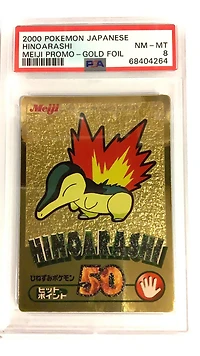 2000 POKEMON JAPANESE
HINOARASHI
MEIJI PROMO-GOLD FOIL
NM-MT
8
PSA
68404264
Meiji
HINOARASHI
ひねずみポケモン
ヒット
ポイント
50